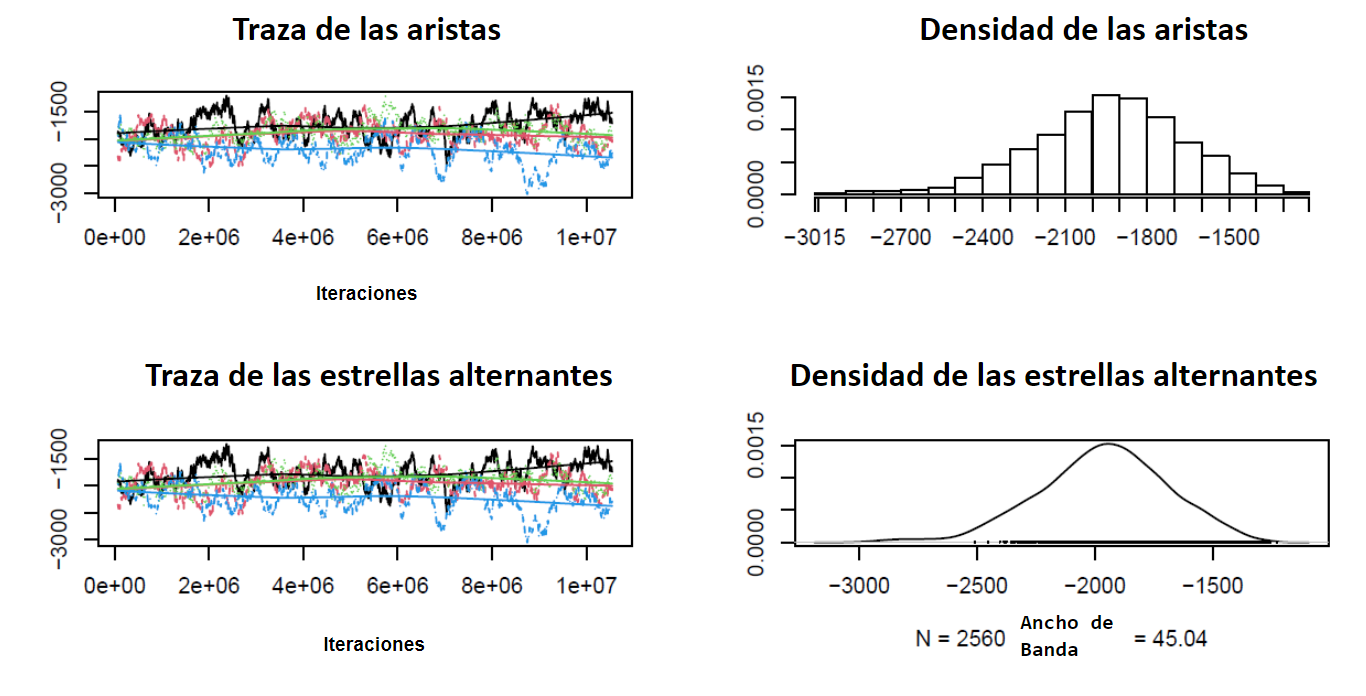 Traza de las aristas
Densidad de las aristas
−1500
−3000
0e+00 2e+06 4e+06 6e+06 8e+06 1e+07
Iteraciones
0.0015
0.0000
−3015 −2700 −2400 −2100 −1800 −1500
Traza de las estrellas alternantes
Densidad de las estrellas alternantes
−1500
−3000
0e+00 2e+06 4e+06 6e+06 8e+06 1e+07
Iteraciones
0.0015
0.0000
−3000 −2500 −2000 −1500
N = 2560 Ancho de
Banda = 45.04